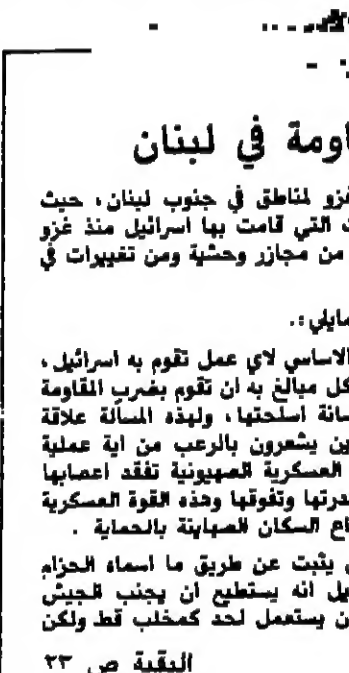 اومة في لبنان
غزو لمناطق في جنوب لبنان، حيث
ت التي قامت بها اسرائيل منذ غزو
من مجازر وحشية ومن تغييرات في
مايلي:.
الاساسي لاي عمل تقوم به اسرائيل،
كل مبالغ به ان تقوم بضرب المقاومة
سانة اسلحتها، ولهذه المسألة علاقة
ين يشعرون بالرعب من اية عملية
العسكرية الصهيونية تفقد اعصابها
درتها وتفوقها وهذه القوة العسكرية
اع السكان الصهاينة بالحماية .
يثبت عن طريق ما اسماه الحزام
يل انه يستطيع ان يجنب الجيش
ن يستعمل لحد كمخلب قط ولكن
البقية ص ٢٣